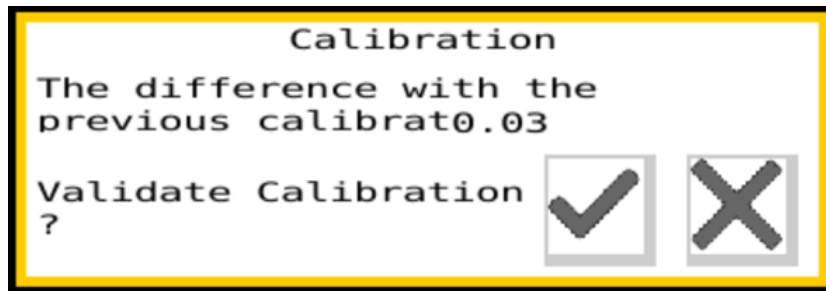 Calibration
The difference with the
previous calibrat0.03
Validate Calibration
?